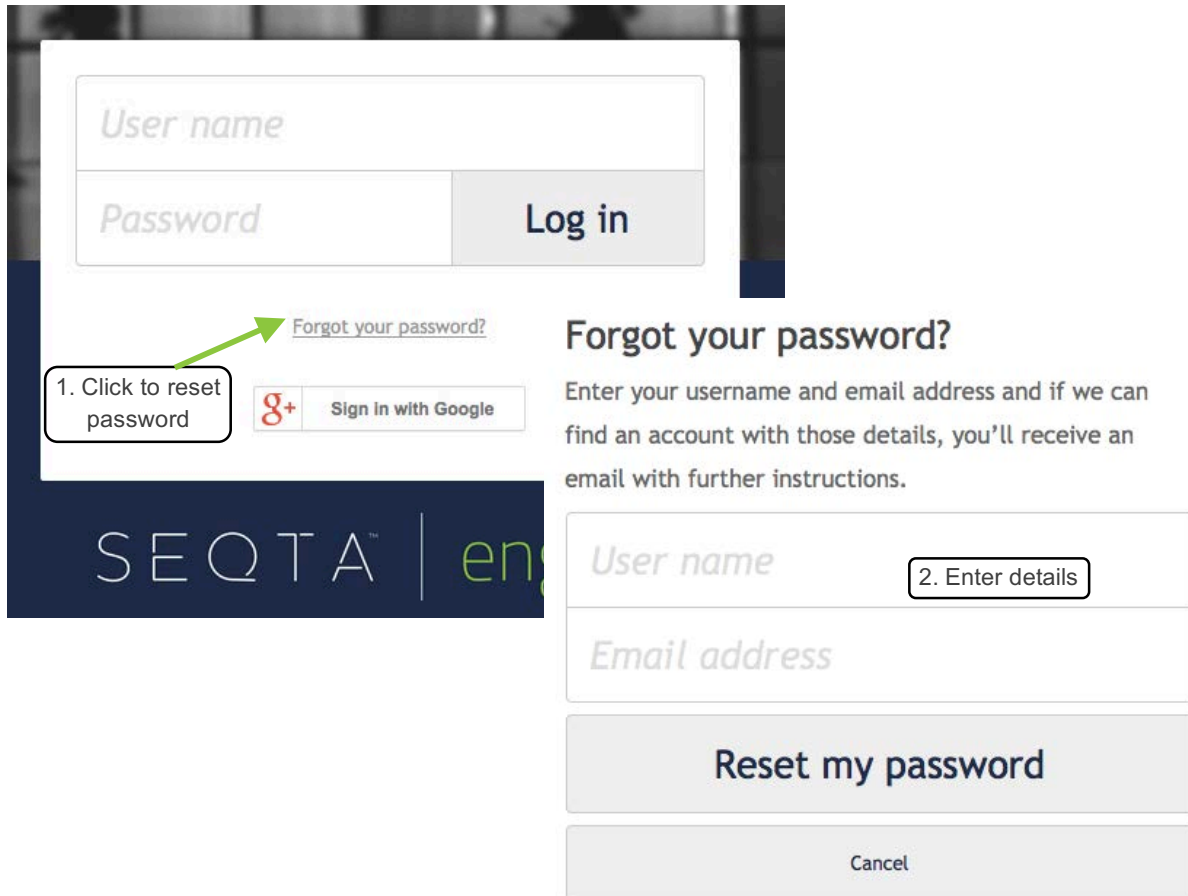 User name
Password
Log in
Forgot your password?
1. Click to reset
password
g+
Sign in with Google
SEQTA™
Forgot your password?
Enter your username and email address and if we can
find an account with those details, you'll receive an
email with further instructions.
User name
2. Enter details
Email address
Reset my password
Cancel